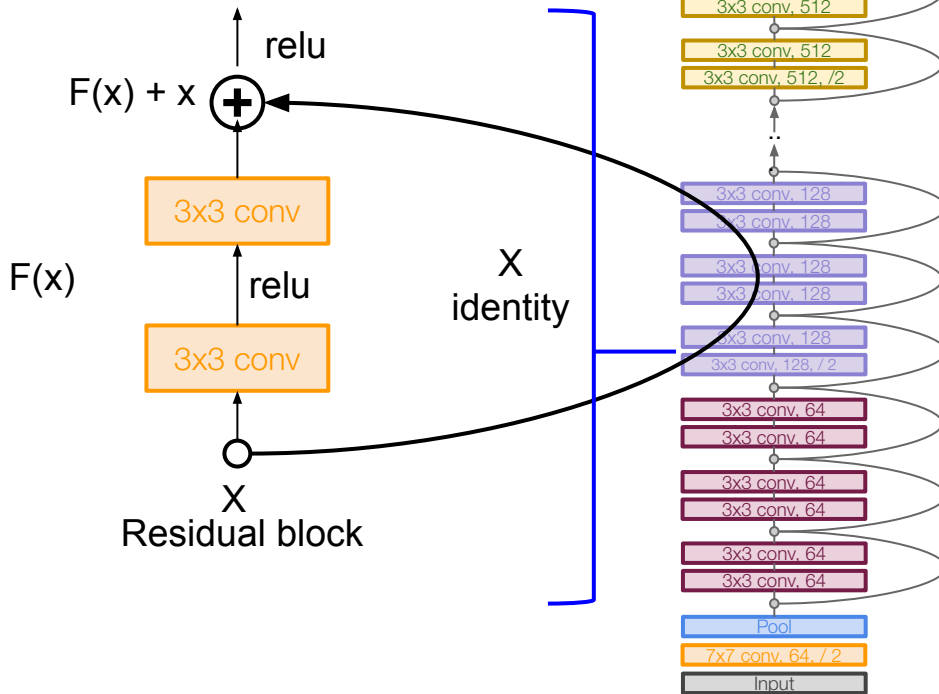 relu
F(x) + x
3x3 conv
F(x)
relu
3x3 conv
X
Residual block
X
identity
3x3 conv, 512
3x3 conv, 512
3x3 conv, 512, /2
..
3x3 conv, 128
3x3 conv, 128
3x3 conv, 128
3x3 conv, 128
3x3 conv, 128
3x3 conv, 128, / 2
3x3 conv, 64
3x3 conv, 64
3x3 conv, 64
3x3 conv, 64
3x3 conv, 64
3x3 conv, 64
Pool
7x7 conv, 64, / 2
Input